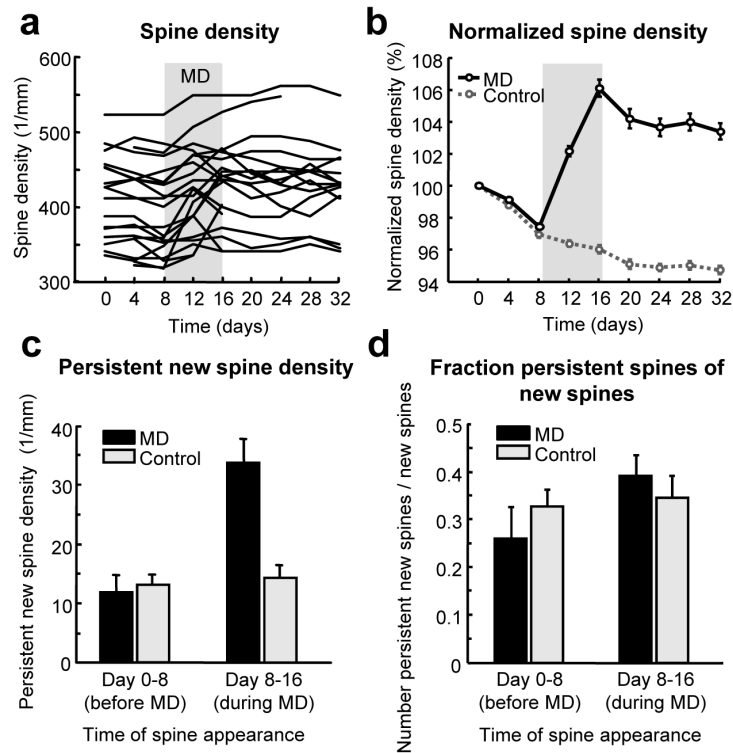 a
Spine density
Spine density (1/mm)
600
500
400
300
MD
0 4 8 12 16 20 24 28 32
Time (days)
b
Normalized spine density
Normalized spine density (%)
108
106
104
102
100
98
96
94
MD
Control
0 4 8 12 16 20 24 28 32
Time (days)
c
Persistent new spine density
Persistent new spine density (1/mm)
40
30
20
10
0
MD
Control
Day 0-8
(before MD)
Day 8-16
(during MD)
Time of spine appearance
d
Fraction persistent spines of
new spines
Number persistent new spines / new spines
0.5
0.4
0.3
0.2
0.1
0
MD
Control
Day 0-8
(before MD)
Day 8-16
(during MD)
Time of spine appearance